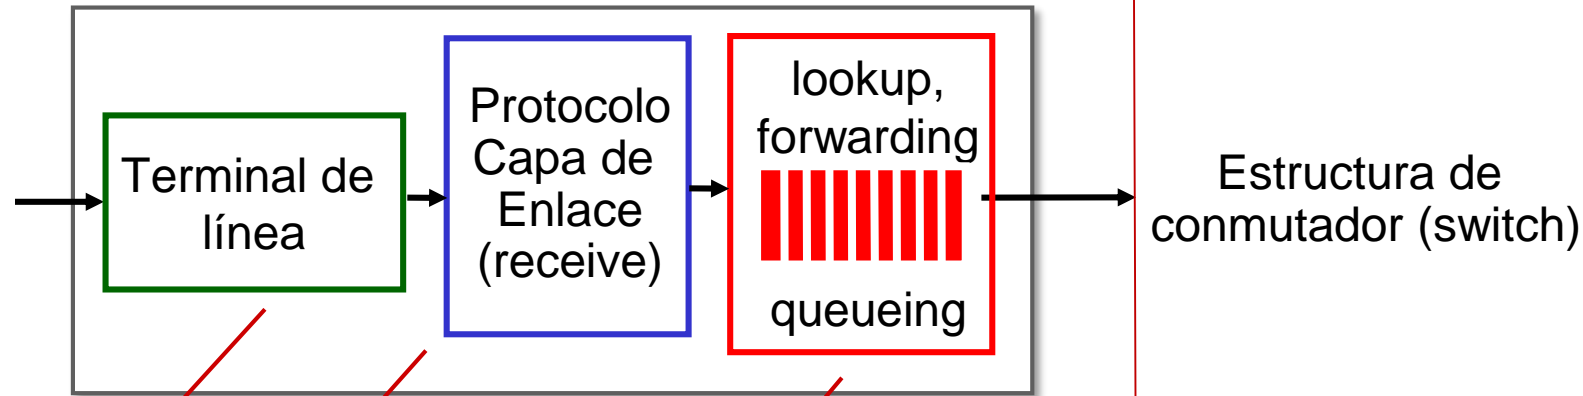 Terminal de
línea
Protocolo
Capa de
Enlace
(receive)
lookup,
forwarding
queueing
Estructura de
conmutador (switch)